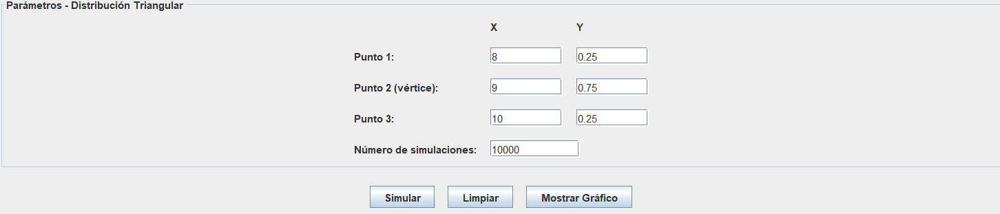 Parámetros - Distribución Triangular
X Y
Punto 1: 8 0.25
Punto 2 (vértice): 9 0.75
Punto 3: 10 0.25
Número de simulaciones: 10000
Simular Limpiar Mostrar Gráfico